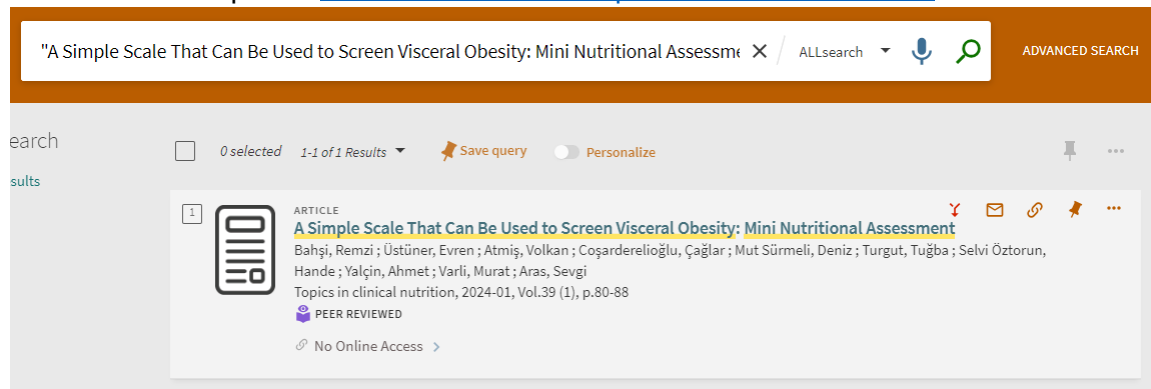 "A Simple Scale That Can Be Used to Screen Visceral Obesity: Mini Nutritional Assessm
ALLsearch
ADVANCED SEARCH
earch
0 selected 1-1 of 1 Results Save query Personalize
sults
1
ARTICLE
A Simple Scale That Can Be Used to Screen Visceral Obesity: Mini Nutritional Assessment
Bahşi, Remzi ; Üstüner, Evren ; Atmiş, Volkan ; Coşarderelioğlu, Çağlar ; Mut Sürmeli, Deniz ; Turgut, Tuğba ; Selvi Öztorun,
Hande ; Yalçin, Ahmet ; Varli, Murat ; Aras, Sevgi
Topics in clinical nutrition, 2024-01, Vol.39 (1), p.80-88
PEER REVIEWED
No Online Access >